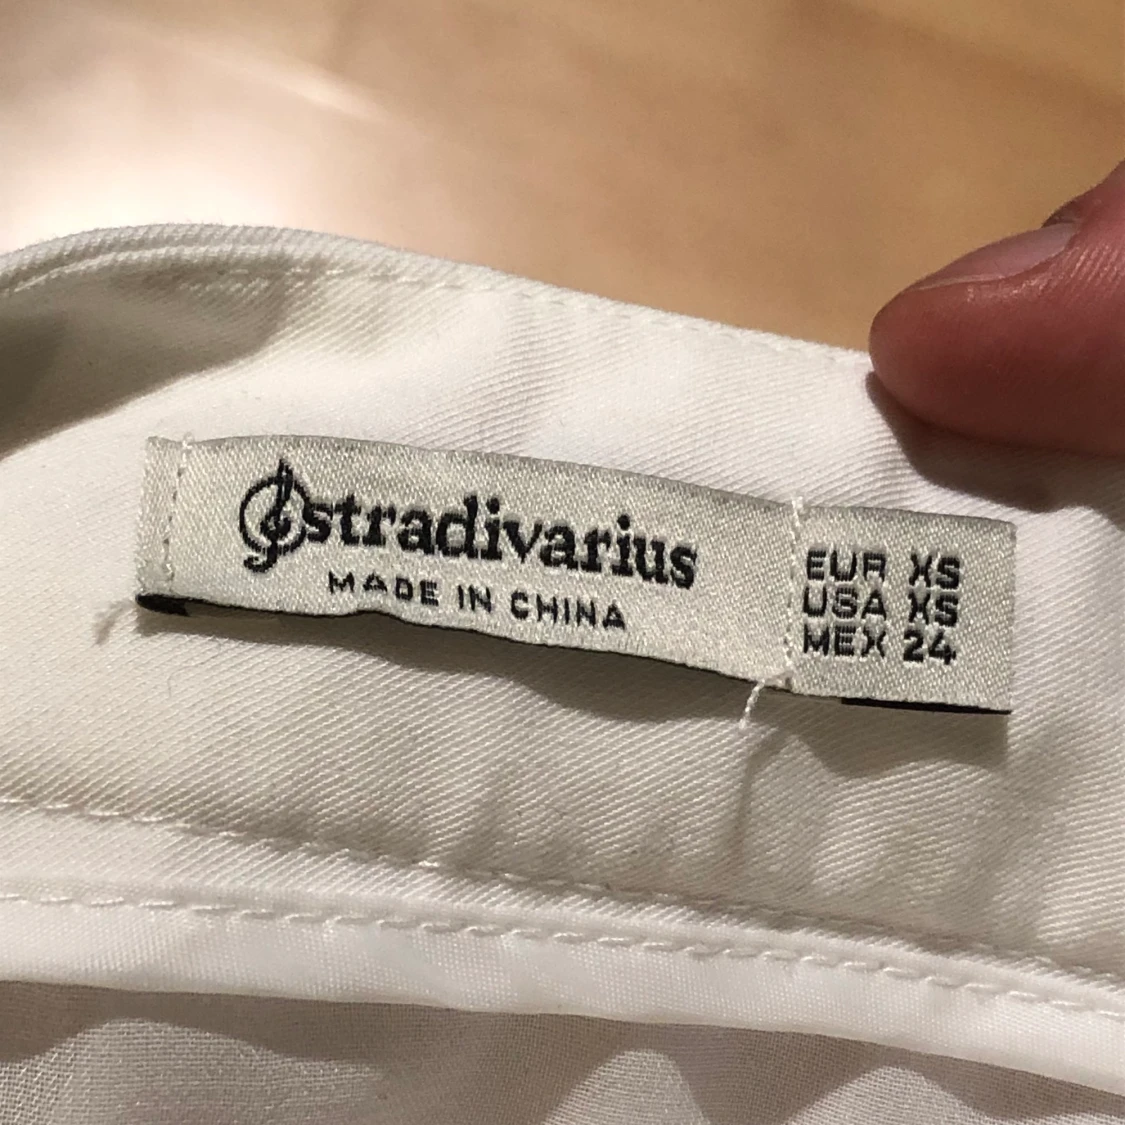 stradivarius
MADE IN CHINA
EUR XS
USA XS
MEX 24